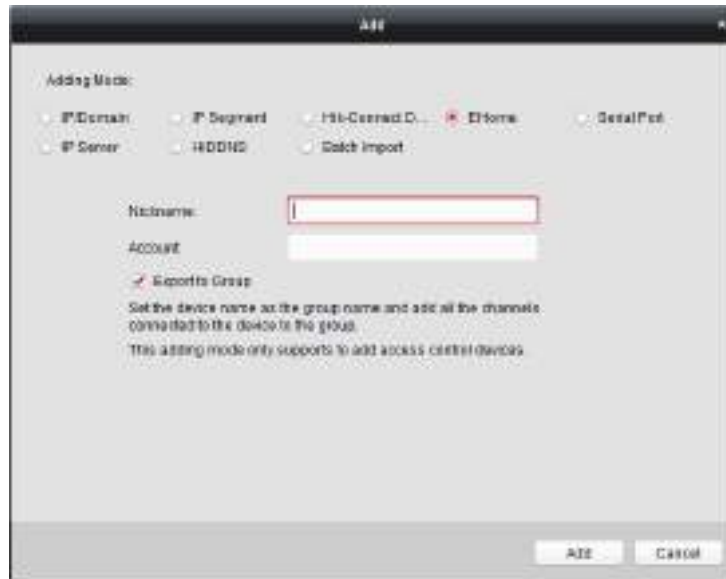 Add
Adding Mode:
IP/Domain IP Segment Hik-Connect D... EHome Serial Port
IP Server HiDDNS Batch Import
Nickname:
Account:
Export to Group
Set the device name as the group name and add all the channels
connected to the device to the group.
This adding mode only supports to add access control devices.
Add Cancel